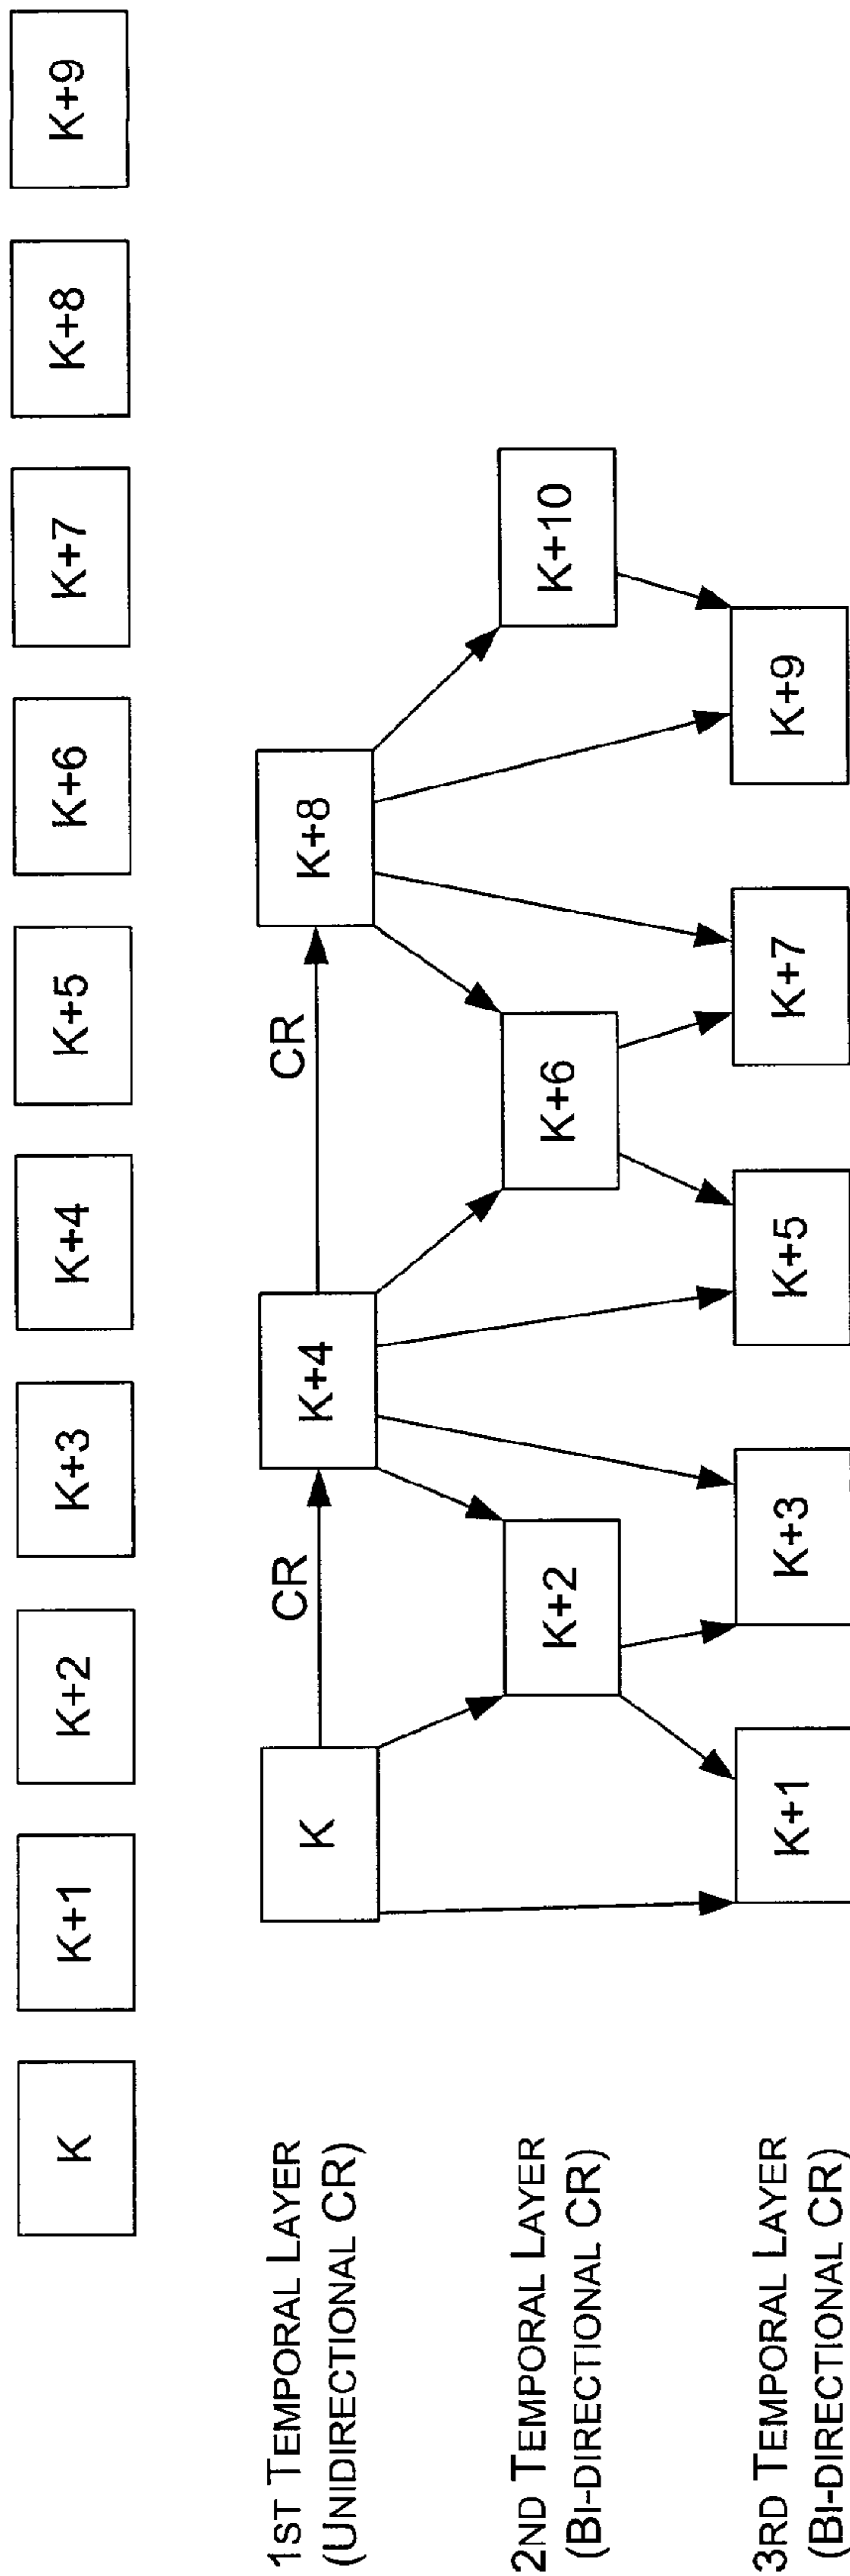 K
K+1
K+2
K+3
K+4
K+5
K+6
K+7
K+8
K+9
1ST TEMPORAL LAYER
(UNIDIRECTIONAL CR)
K
CR
K+4
CR
K+8
2ND TEMPORAL LAYER
(BI-DIRECTIONAL CR)
K+2
K+6
K+10
3RD TEMPORAL LAYER
(BI-DIRECTIONAL CR)
K+1
K+3
K+5
K+7
K+9